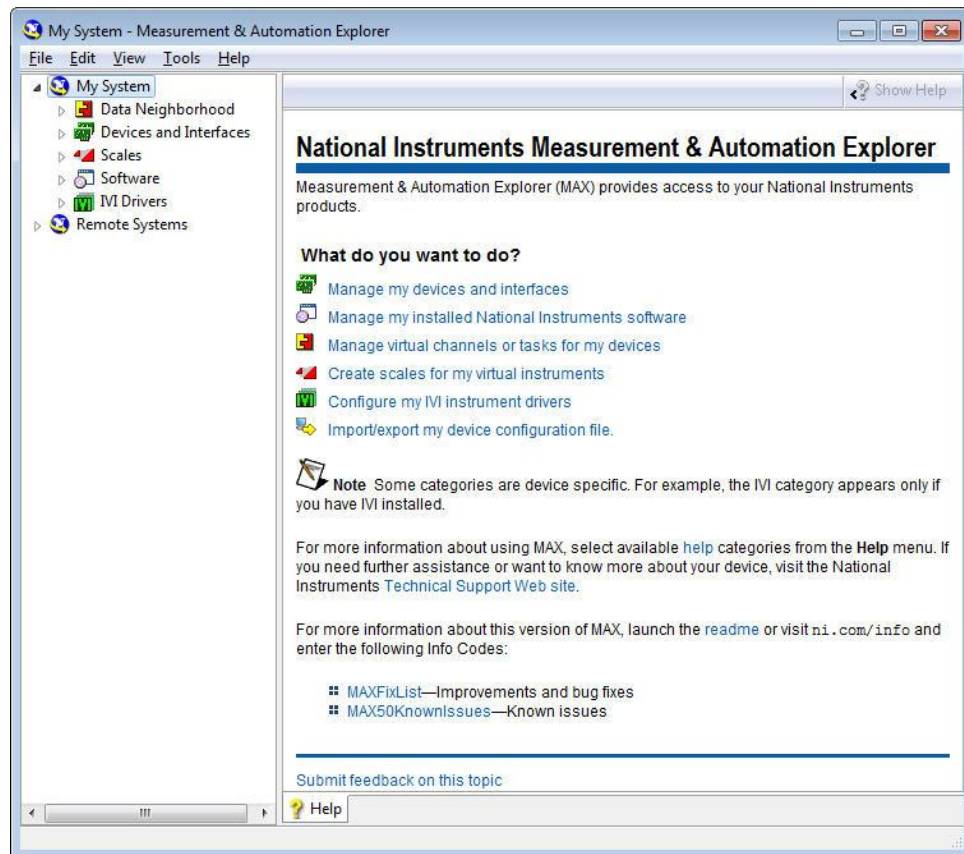 My System - Measurement & Automation Explorer
File Edit View Tools Help
My System
Data Neighborhood
Devices and Interfaces
Scales
Software
IVI Drivers
Remote Systems
Show Help
National Instruments Measurement & Automation Explorer
Measurement & Automation Explorer (MAX) provides access to your National Instruments
products.
What do you want to do?
Manage my devices and interfaces
Manage my installed National Instruments software
Manage virtual channels or tasks for my devices
Create scales for my virtual instruments
Configure my IVI instrument drivers
Import/export my device configuration file.
Note Some categories are device specific. For example, the IVI category appears only if
you have IVI installed.
For more information about using MAX, select available help categories from the Help menu. If
you need further assistance or want to know more about your device, visit the National
Instruments Technical Support Web site.
For more information about this version of MAX, launch the readme or visit ni.com/info and
enter the following Info Codes:
MAXFixList—Improvements and bug fixes
MAX50KnownIssues—Known issues
Submit feedback on this topic
Help